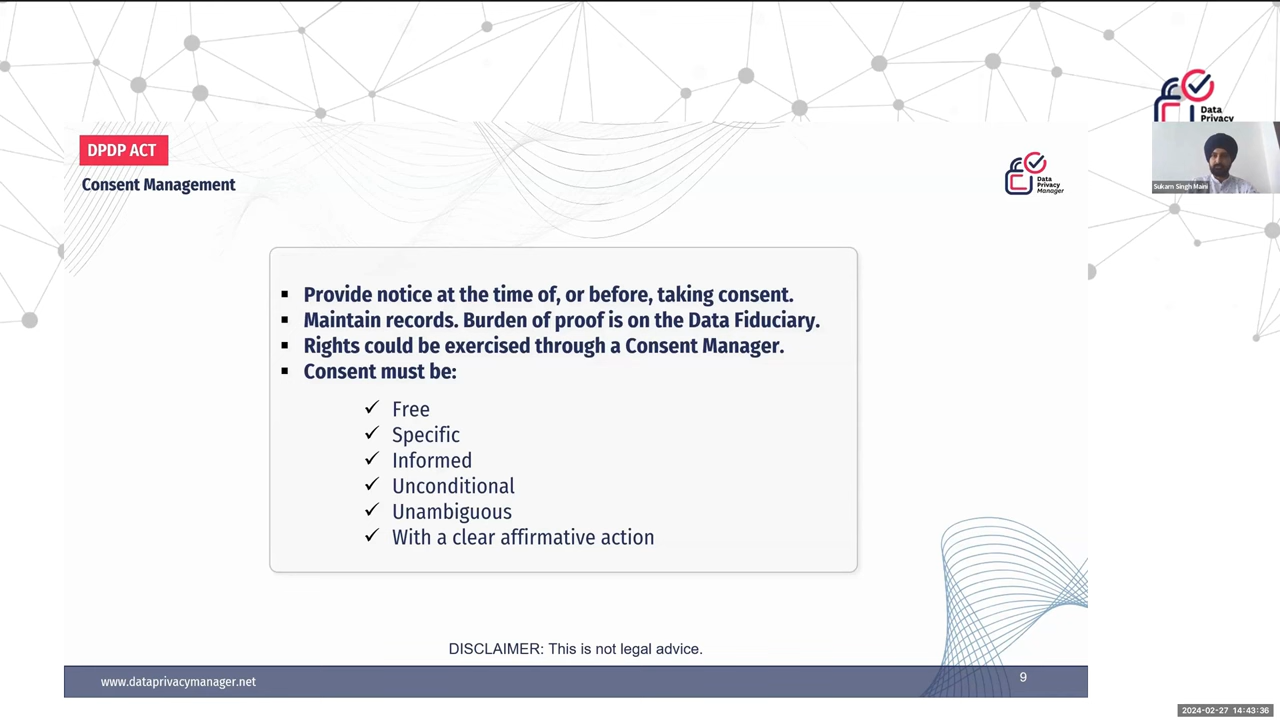 Data
Privacy
DPDP ACT
Consent Management
Data
Privacy
Manager
Sukam Singh Maini
▪ Provide notice at the time of, or before, taking consent.
▪ Maintain records. Burden of proof is on the Data Fiduciary.
▪ Rights could be exercised through a Consent Manager.
▪ Consent must be:
✓ Free
✓ Specific
✓ Informed
✓ Unconditional
✓ Unambiguous
✓ With a clear affirmative action
DISCLAIMER: This is not legal advice.
www.dataprivacymanager.net
9
2024-02-27 14:43:36